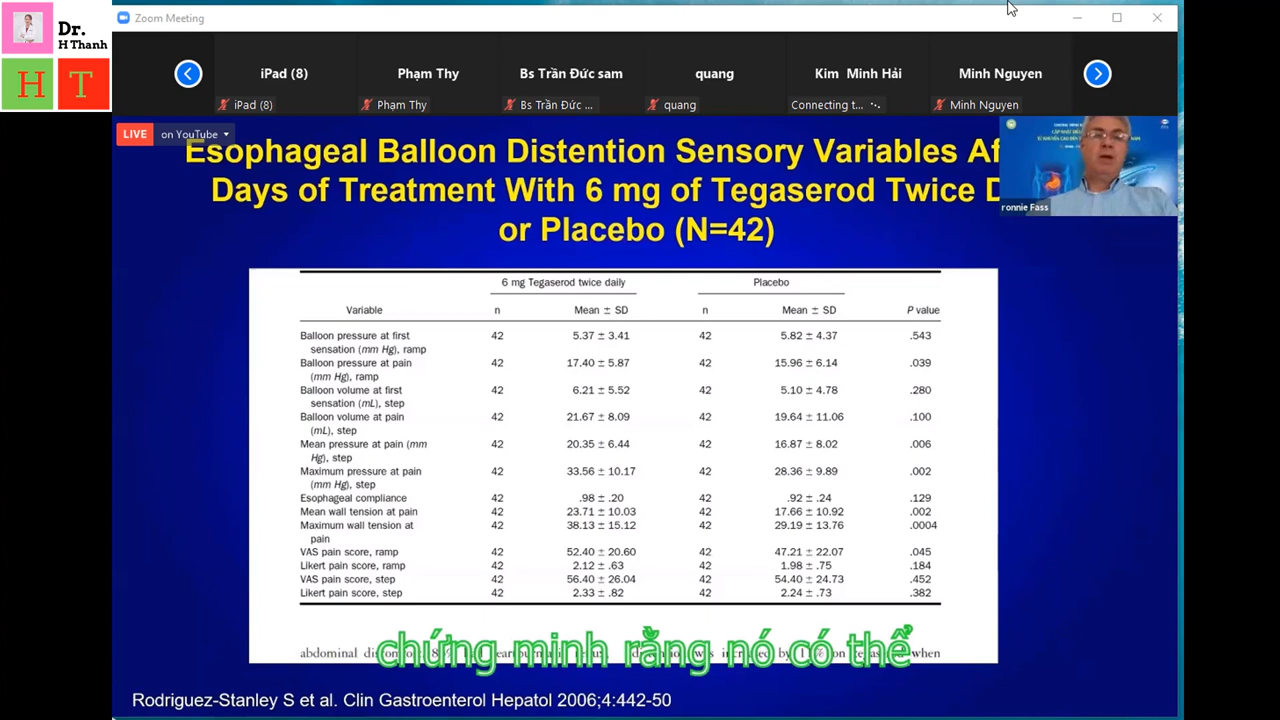 Dr.
H Thanh
H T
Zoom Meeting
iPad (8) Phạm Thy Bs Trần Đức sam quang Kim Minh Hải Minh Nguyen
iPad (8) Phạm Thy Bs Trần Đức ... quang Connecting t... Minh Nguyen
LIVE on YouTube
ronnie Fass
Esophageal Balloon Distention Sensory Variables Af
Days of Treatment With 6 mg of Tegaserod Twice D
or Placebo (N=42)
6 mg Tegaserod twice daily Placebo
Variable n Mean ± SD n Mean ± SD P value
Balloon pressure at first 42 5.37 ± 3.41 42 5.82 ± 4.37 .543
sensation (mm Hg), ramp
Balloon pressure at pain 42 17.40 ± 5.87 42 15.96 ± 6.14 .039
(mm Hg), ramp
Balloon volume at first 42 6.21 ± 5.52 42 5.10 ± 4.78 .280
sensation (mL), step
Balloon volume at pain 42 21.67 ± 8.09 42 19.64 ± 11.06 .100
(mL), step
Mean pressure at pain (mm 42 20.35 ± 6.44 42 16.87 ± 8.02 .006
Hg), step
Maximum pressure at pain 42 33.56 ± 10.17 42 28.36 ± 9.89 .002
(mm Hg), step
Esophageal compliance 42 .98 ± .20 42 .92 ± .24 .129
Mean wall tension at pain 42 23.71 ± 10.03 42 17.66 ± 10.92 .002
Maximum wall tension at 42 38.13 ± 15.12 42 29.19 ± 13.76 .0004
pain
VAS pain score, ramp 42 52.40 ± 20.60 42 47.21 ± 22.07 .045
Likert pain score, ramp 42 2.12 ± .63 42 1.98 ± .75 .184
VAS pain score, step 42 56.40 ± 26.04 42 54.40 ± 24.73 .452
Likert pain score, step 42 2.33 ± .82 42 2.24 ± .73 .382
chứng minh rằng nó có thể
abdominal when
Rodriguez-Stanley S et al. Clin Gastroenterol Hepatol 2006;4:442-50